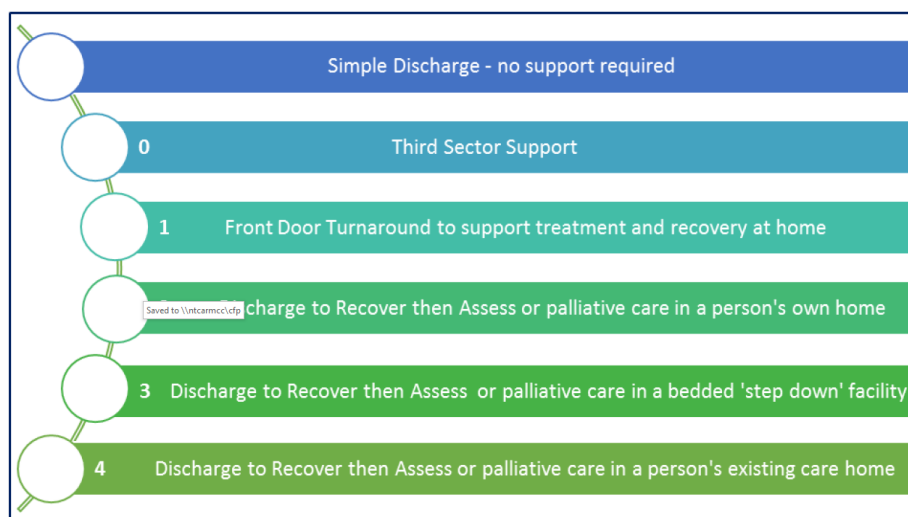 Simple Discharge - no support required
0 Third Sector Support
1 Front Door Turnaround to support treatment and recovery at home
Saved to \\ntcarmcc\cfp
to Recover then Assess or palliative care in a person's own home
3 Discharge to Recover then Assess or palliative care in a bedded 'step down' facility
4 Discharge to Recover then Assess or palliative care in a person's existing care home